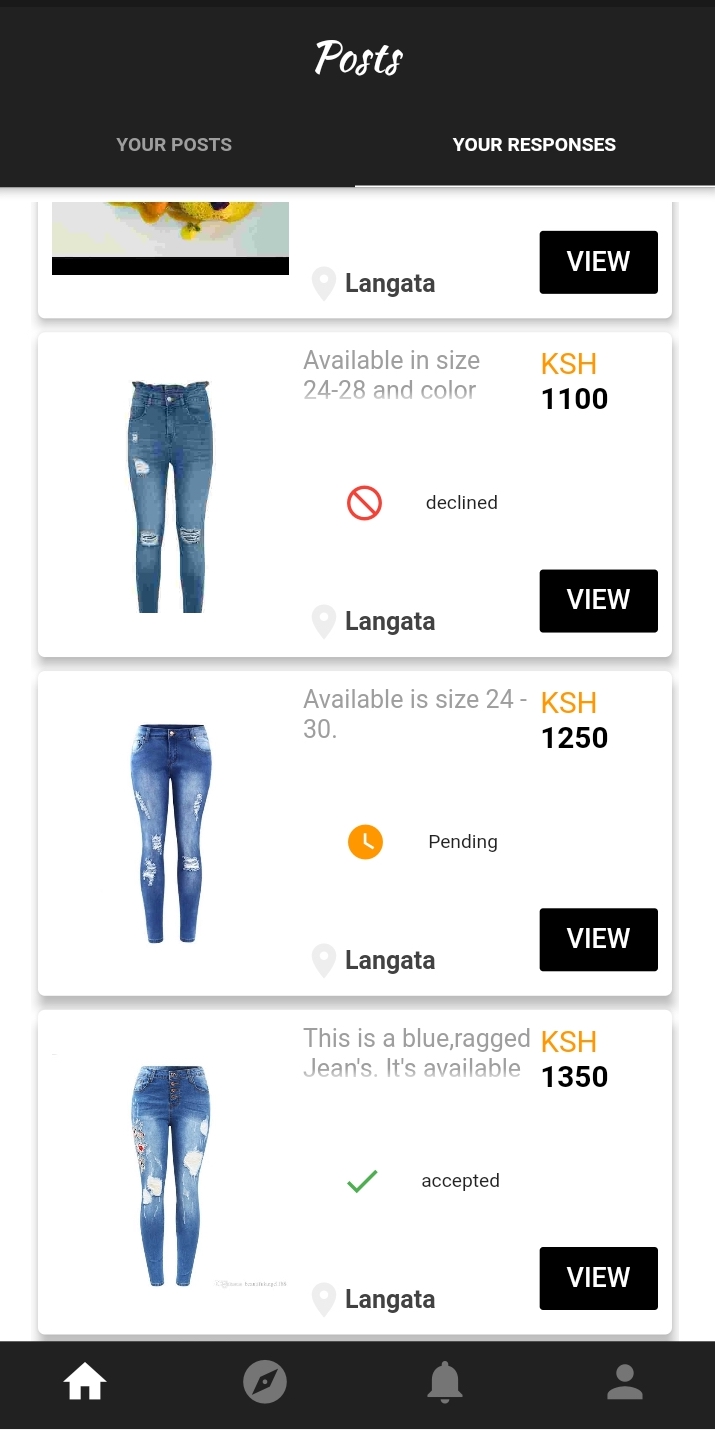 Posts
YOUR POSTS
YOUR RESPONSES
Langata
VIEW
Available in size
24-28 and color
KSH
1100
declined
Langata
VIEW
Available is size 24 -
30.
KSH
1250
Pending
Langata
VIEW
This is a blue,ragged
Jean's. It's available
KSH
1350
accepted
Langata
VIEW